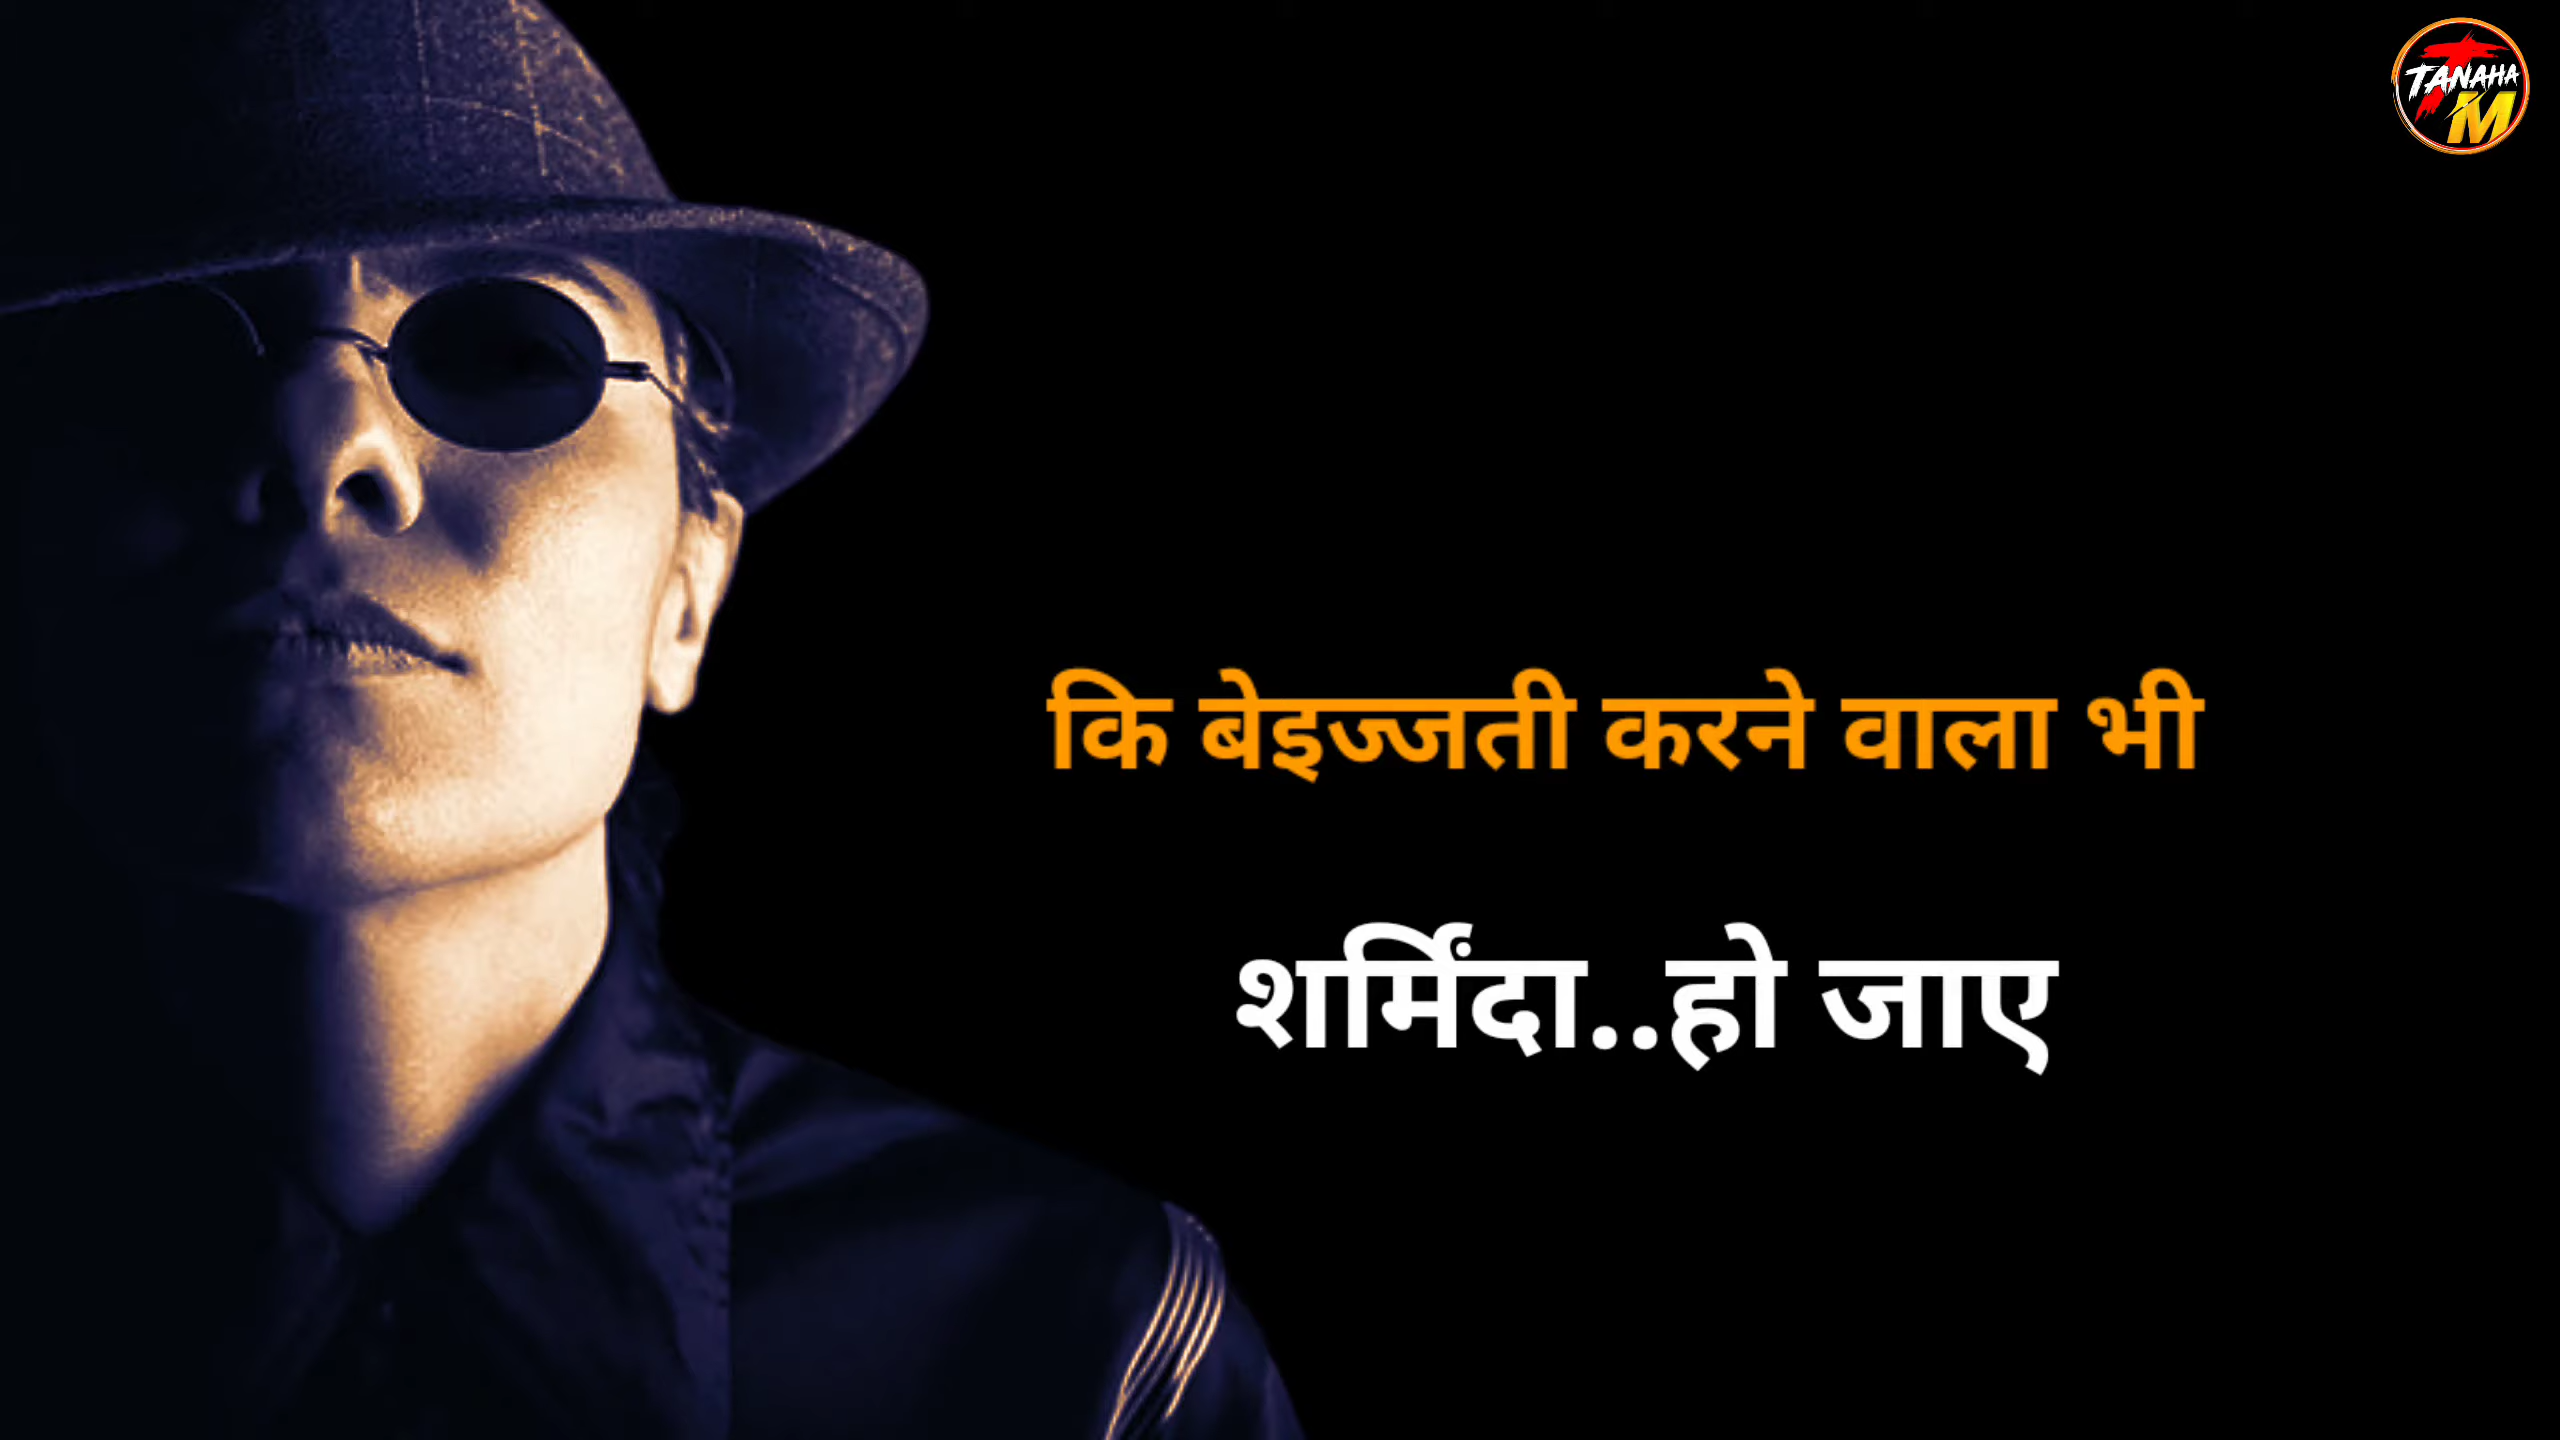 TANAHA
M
कि बेइज्जती करने वाला भी
शर्मिंदा..हो जाए